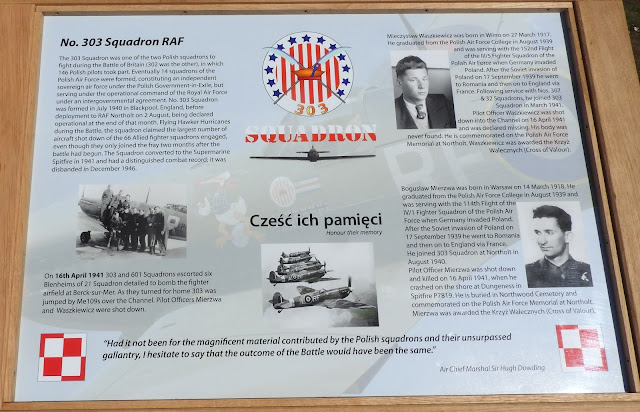 No. 303 Squadron RAF
The 303 Squadron was one of the two Polish squadrons to
fight during the Battle of Britain (302 was the other), in which
146 Polish pilots took part. Eventually 14 squadrons of the
Polish Air Force were formed, constituting an independent
sovereign air force under the Polish Government-in-Exile, but
serving under the operational command of the Royal Air Force
under an intergovernmental agreement. No. 303 Squadron
was formed in July 1940 in Blackpool, England, before
deployment to RAF Northolt on 2 August, being declared
operational at the end of that month. Flying Hawker Hurricanes
during the Battle, the squadron claimed the largest number of
aircraft shot down of the 66 Allied fighter squadrons engaged,
even though they only joined the fray two months after the
battle had begun. The Squadron converted to the Supermarine
Spitfire in 1941 and had a distinguished combat record; it was
disbanded in December 1946.
On 16th April 1941 303 and 601 Squadrons escorted six
Blenheims of 21 Squadron detailed to bomb the fighter
airfield at Berck-sur-Mer. As they turned for home 303 was
jumped by Me109s over the Channel. Pilot Officers Mierzwa
and Waszkiewicz were shot down.
303
SQUADRON
Cześć ich pamięci
Honour their memory
Mieczysław Waszkiewicz was born in Wilno on 27 March 1917.
He graduated from the Polish Air Force College in August 1939
and was serving with the 152nd Flight
of the III/5 Fighter Squadron of the
Polish Air Force when Germany invaded
Poland. After the Soviet invasion of
Poland on 17 September 1939 he went
to Romania and then on to England via
France. Following service with Nos. 307
& 32 Squadrons, he joined 303
Squadron in March 1941.
Pilot Officer Waszkiewicz was shot
down into the Channel on 16 April 1941
and was declared missing. His body was
never found. He is commemorated on the Polish Air Force
Memorial at Northolt. Waszkiewicz was awarded the Krzyż
Walecznych (Cross of Valour).
Bogusław Mierzwa was born in Warsaw on 14 March 1918. He
graduated from the Polish Air Force College in August 1939 and
was serving with the 114th Flight of the
IV/1 Fighter Squadron of the Polish Air
Force when Germany invaded Poland.
After the Soviet invasion of Poland on
17 September 1939 he went to Romania
and then on to England via France.
He joined 303 Squadron at Northolt in
August 1940.
Pilot Officer Mierzwa was shot down
and killed on 16 April 1941, when he
crashed on the shore at Dungeness in
Spitfire P7819. He is buried in Northwood Cemetery and
commemorated on the Polish Air Force Memorial at Northolt.
Mierzwa was awarded the Krzyż Walecznych (Cross of Valour).
"Had it not been for the magnificent material contributed by the Polish squadrons and their unsurpassed
gallantry, I hesitate to say that the outcome of the Battle would have been the same."
Air Chief Marshal Sir Hugh Dowding